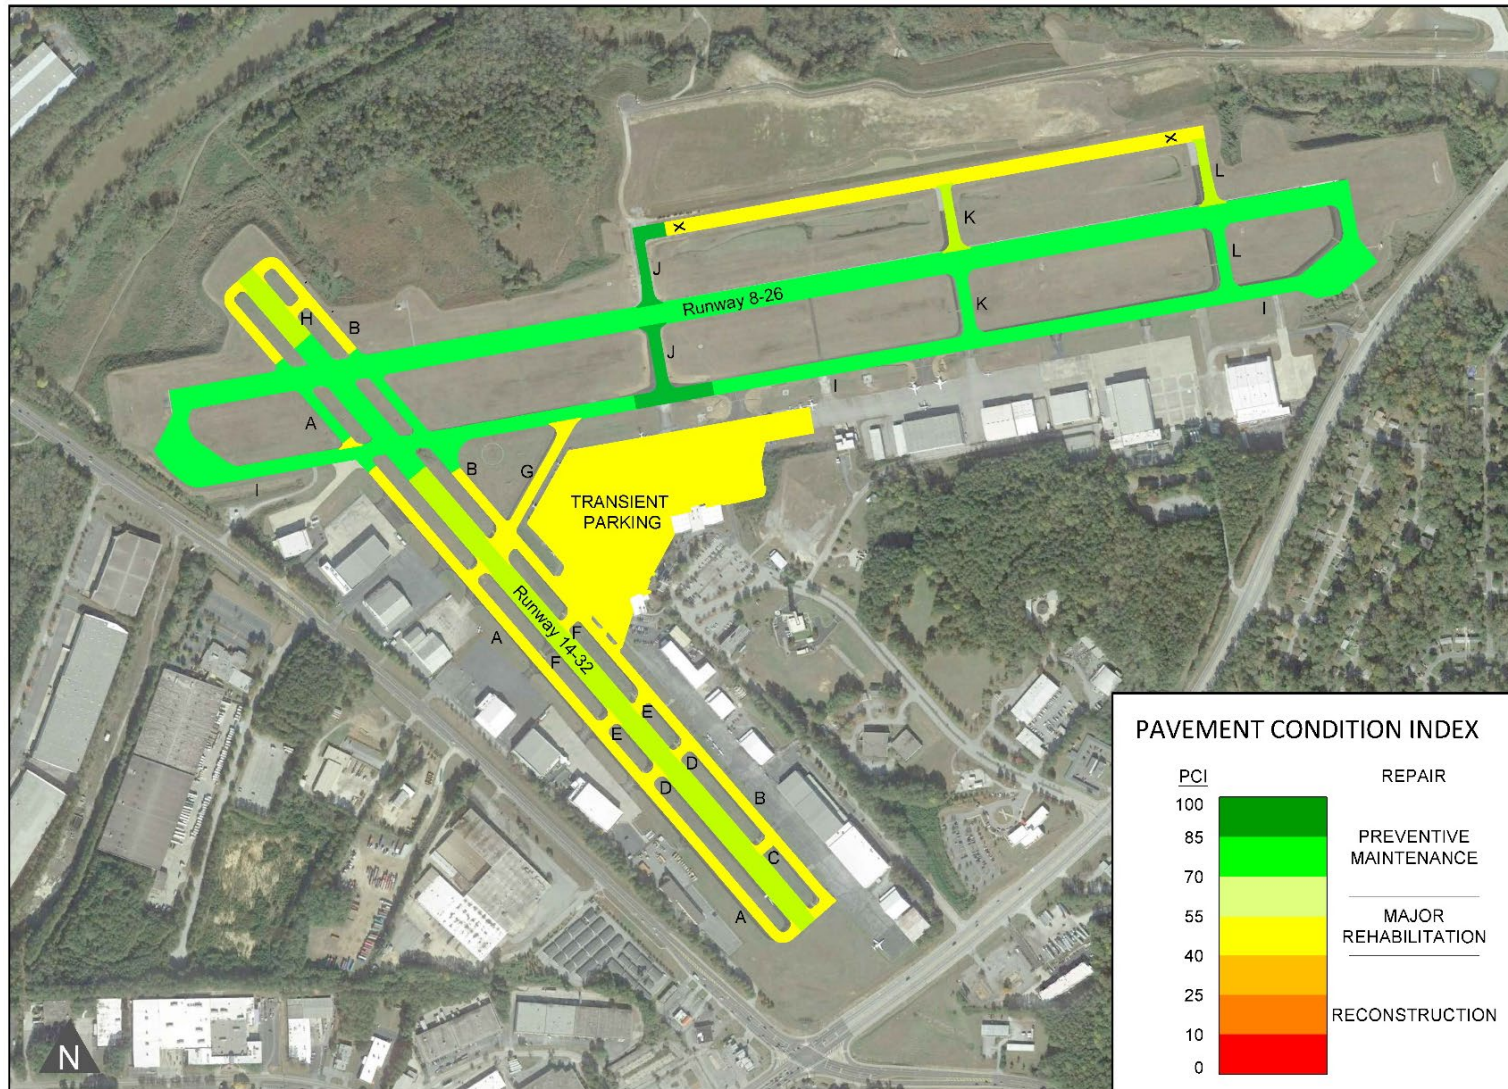 X
L
X
K
J
L
Runway 8-26
K
H
B
J
I
I
A
B
G
I
TRANSIENT
PARKING
Runway 14-32
A
F
F
E
E
D
D
B
C
A
PAVEMENT CONDITION INDEX
PCI
REPAIR
100
85
70
55
40
25
10
0
PREVENTIVE
MAINTENANCE
MAJOR
REHABILITATION
RECONSTRUCTION
N